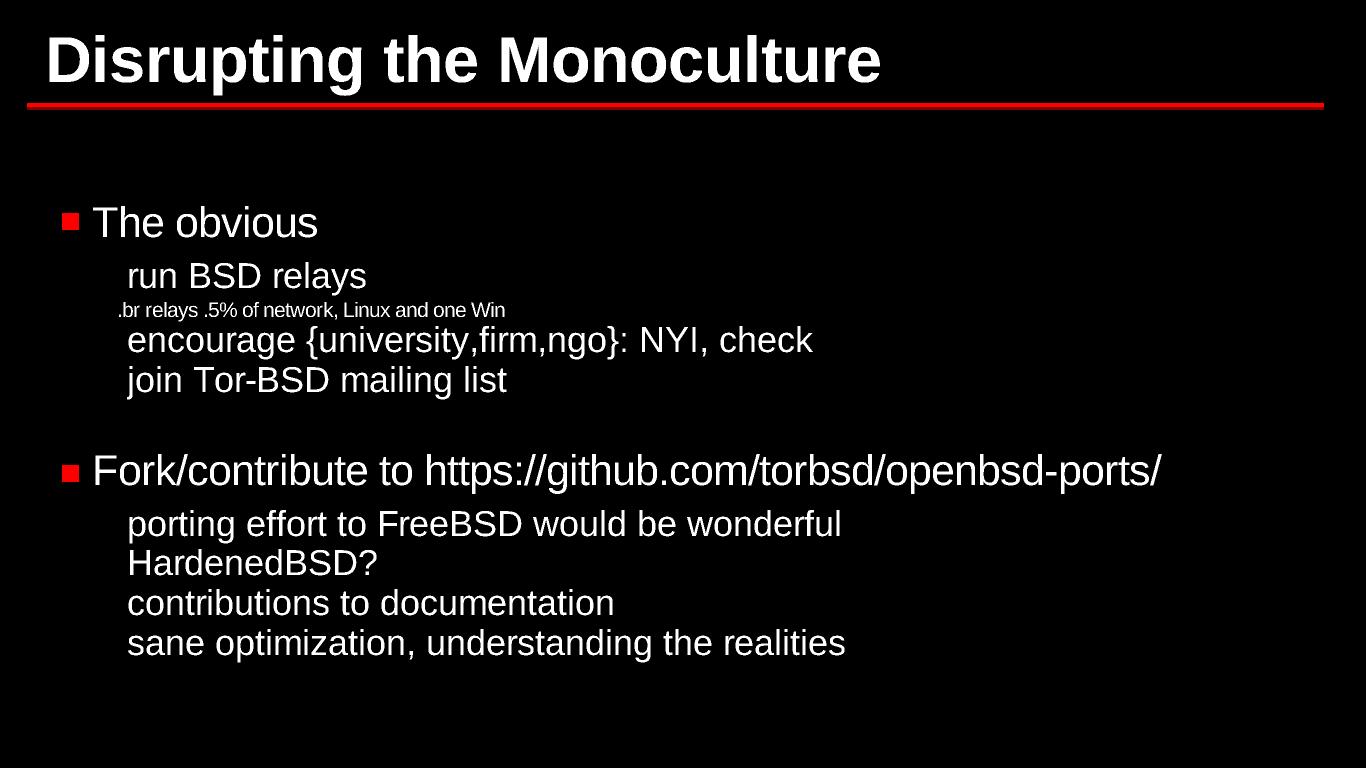 Disrupting the Monoculture
The obvious
run BSD relays
.br relays .5% of network, Linux and one Win
encourage {university,firm,ngo}: NYI, check
join Tor-BSD mailing list
Fork/contribute to https://github.com/torbsd/openbsd-ports/
porting effort to FreeBSD would be wonderful
HardenedBSD?
contributions to documentation
sane optimization, understanding the realities